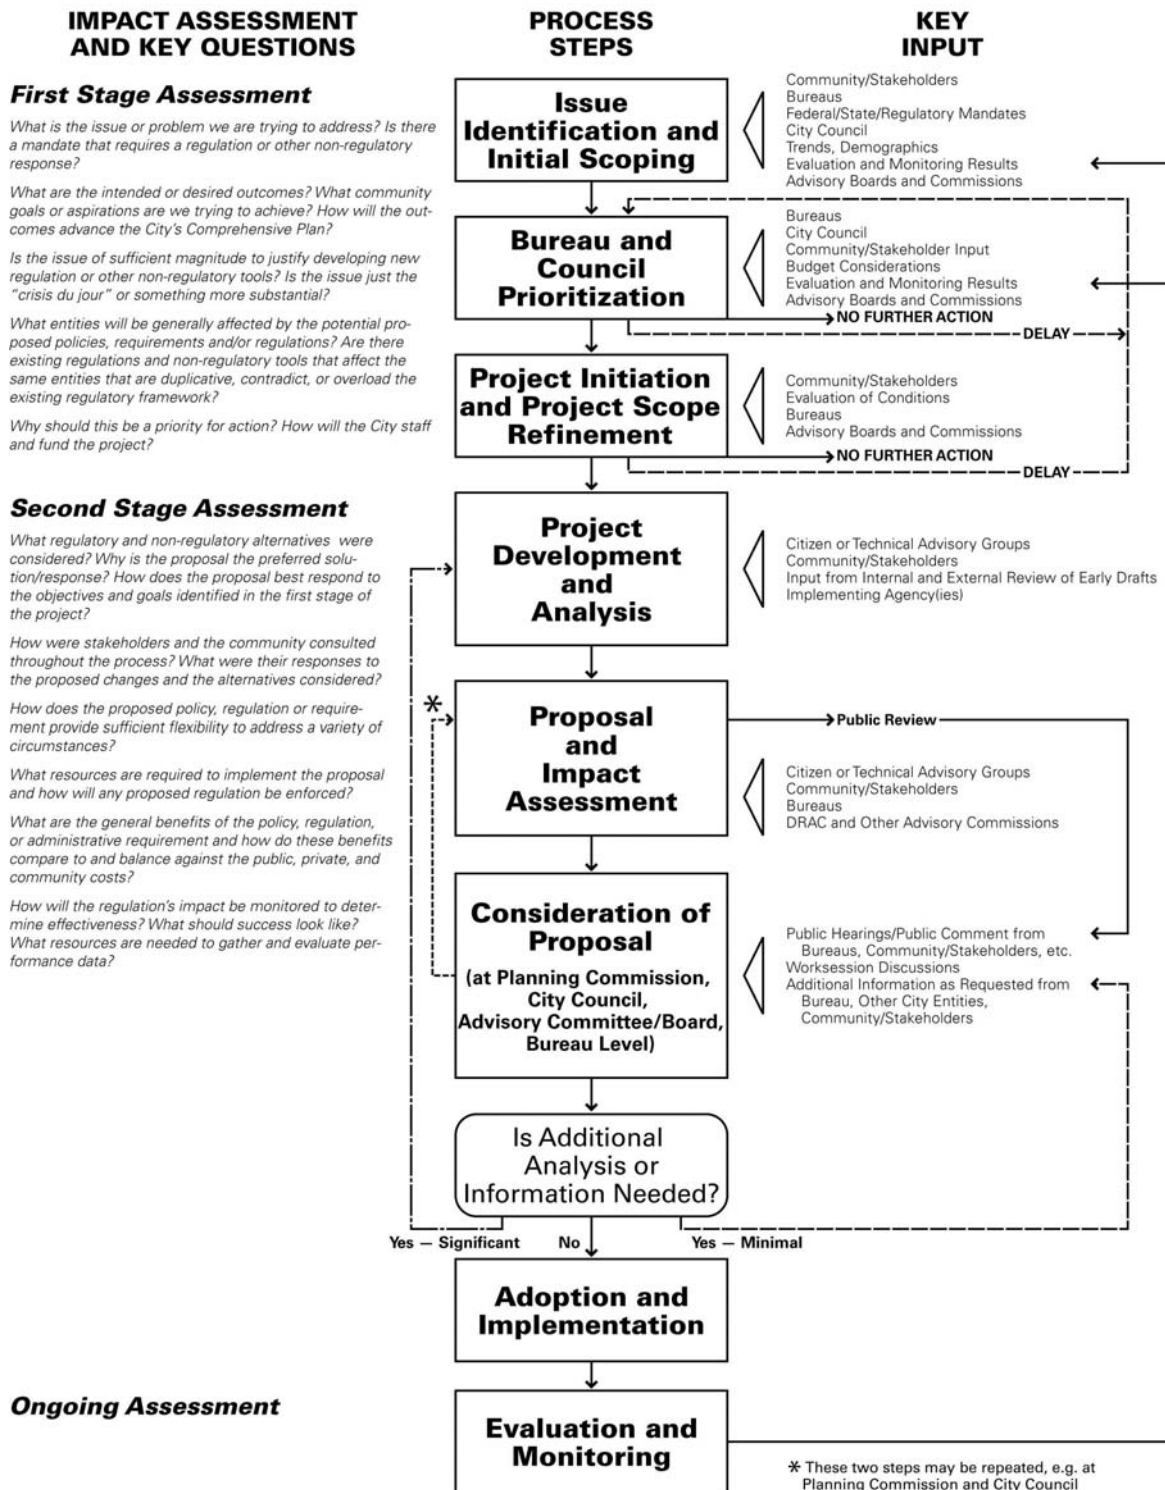 IMPACT ASSESSMENT
AND KEY QUESTIONS
PROCESS
STEPS
KEY
INPUT
First Stage Assessment
What is the issue or problem we are trying to address? Is there
a mandate that requires a regulation or other non-regulatory
response?
What are the intended or desired outcomes? What community
goals or aspirations are we trying to achieve? How will the out-
comes advance the City's Comprehensive Plan?
Is the issue of sufficient magnitude to justify developing new
regulation or other non-regulatory tools? Is the issue just the
"crisis du jour" or something more substantial?
What entities will be generally affected by the potential pro-
posed policies, requirements and/or regulations? Are there
existing regulations and non-regulatory tools that affect the
same entities that are duplicative, contradict, or overload the
existing regulatory framework?
Why should this be a priority for action? How will the City staff
and fund the project?
Issue
Identification and
Initial Scoping
Community/Stakeholders
Bureaus
Federal/State/Regulatory Mandates
City Council
Trends, Demographics
Evaluation and Monitoring Results
Advisory Boards and Commissions
Bureau and
Council
Prioritization
Bureaus
City Council
Community/Stakeholder Input
Budget Considerations
Evaluation and Monitoring Results
Advisory Boards and Commissions
NO FURTHER ACTION
DELAY
Project Initiation
and Project Scope
Refinement
Community/Stakeholders
Evaluation of Conditions
Bureaus
Advisory Boards and Commissions
NO FURTHER ACTION
DELAY
Second Stage Assessment
What regulatory and non-regulatory alternatives were
considered? Why is the proposal the preferred solu-
tion/response? How does the proposal best respond to
the objectives and goals identified in the first stage of
the project?
How were stakeholders and the community consulted
throughout the process? What were their responses to
the proposed changes and the alternatives considered?
How does the proposed policy, regulation or require-
ment provide sufficient flexibility to address a variety of
circumstances?
What resources are required to implement the proposal
and how will any proposed regulation be enforced?
What are the general benefits of the policy, regulation,
or administrative requirement and how do these benefits
compare to and balance against the public, private, and
community costs?
How will the regulation's impact be monitored to deter-
mine effectiveness? What should success look like?
What resources are needed to gather and evaluate per-
formance data?
Project
Development
and
Analysis
Citizen or Technical Advisory Groups
Community/Stakeholders
Input from Internal and External Review of Early Drafts
Implementing Agency(ies)
*
Proposal
and
Impact
Assessment
Public Review
Citizen or Technical Advisory Groups
Community/Stakeholders
Bureaus
DRAC and Other Advisory Commissions
Consideration of
Proposal
(at Planning Commission,
City Council,
Advisory Committee/Board,
Bureau Level)
Public Hearings/Public Comment from
Bureaus, Community/Stakeholders, etc.
Worksession Discussions
Additional Information as Requested from
Bureau, Other City Entities,
Community/Stakeholders
Is Additional
Analysis or
Information Needed?
Yes — Significant
No
Yes — Minimal
Adoption and
Implementation
Ongoing Assessment
Evaluation and
Monitoring
* These two steps may be repeated, e.g. at
Planning Commission and City Council